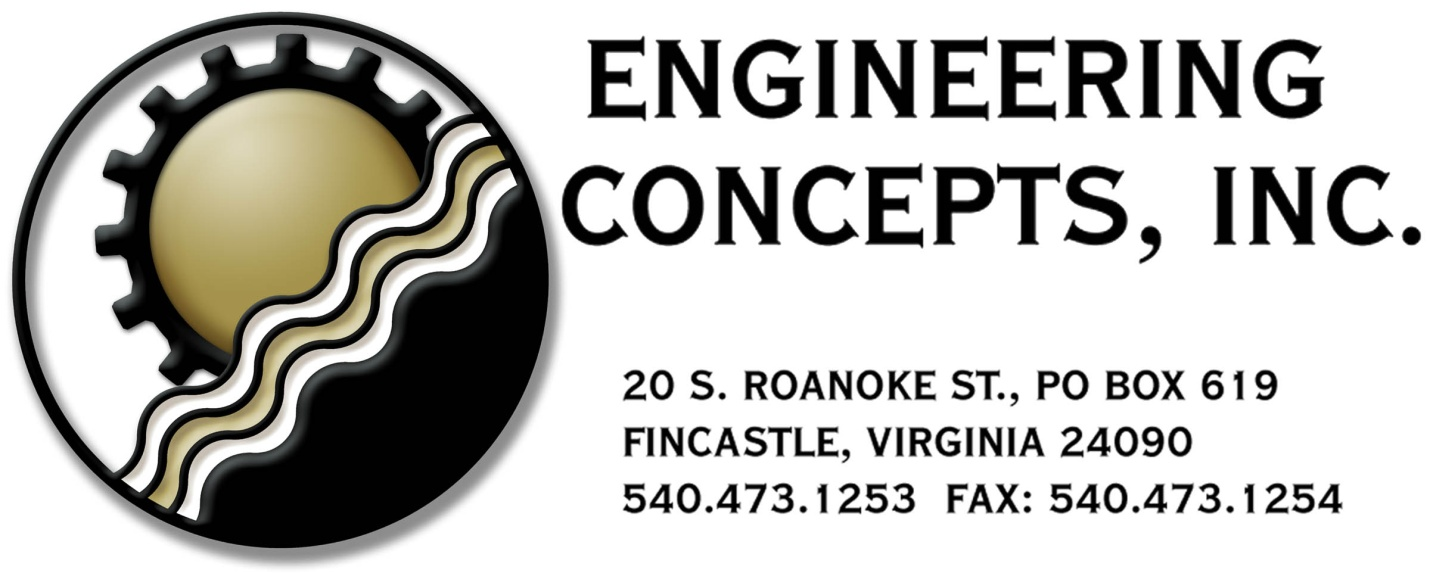 ENGINEERING
CONCEPTS, INC.
20 S. ROANOKE ST., PO BOX 619
FINCASTLE, VIRGINIA 24090
540.473.1253 FAX: 540.473.1254